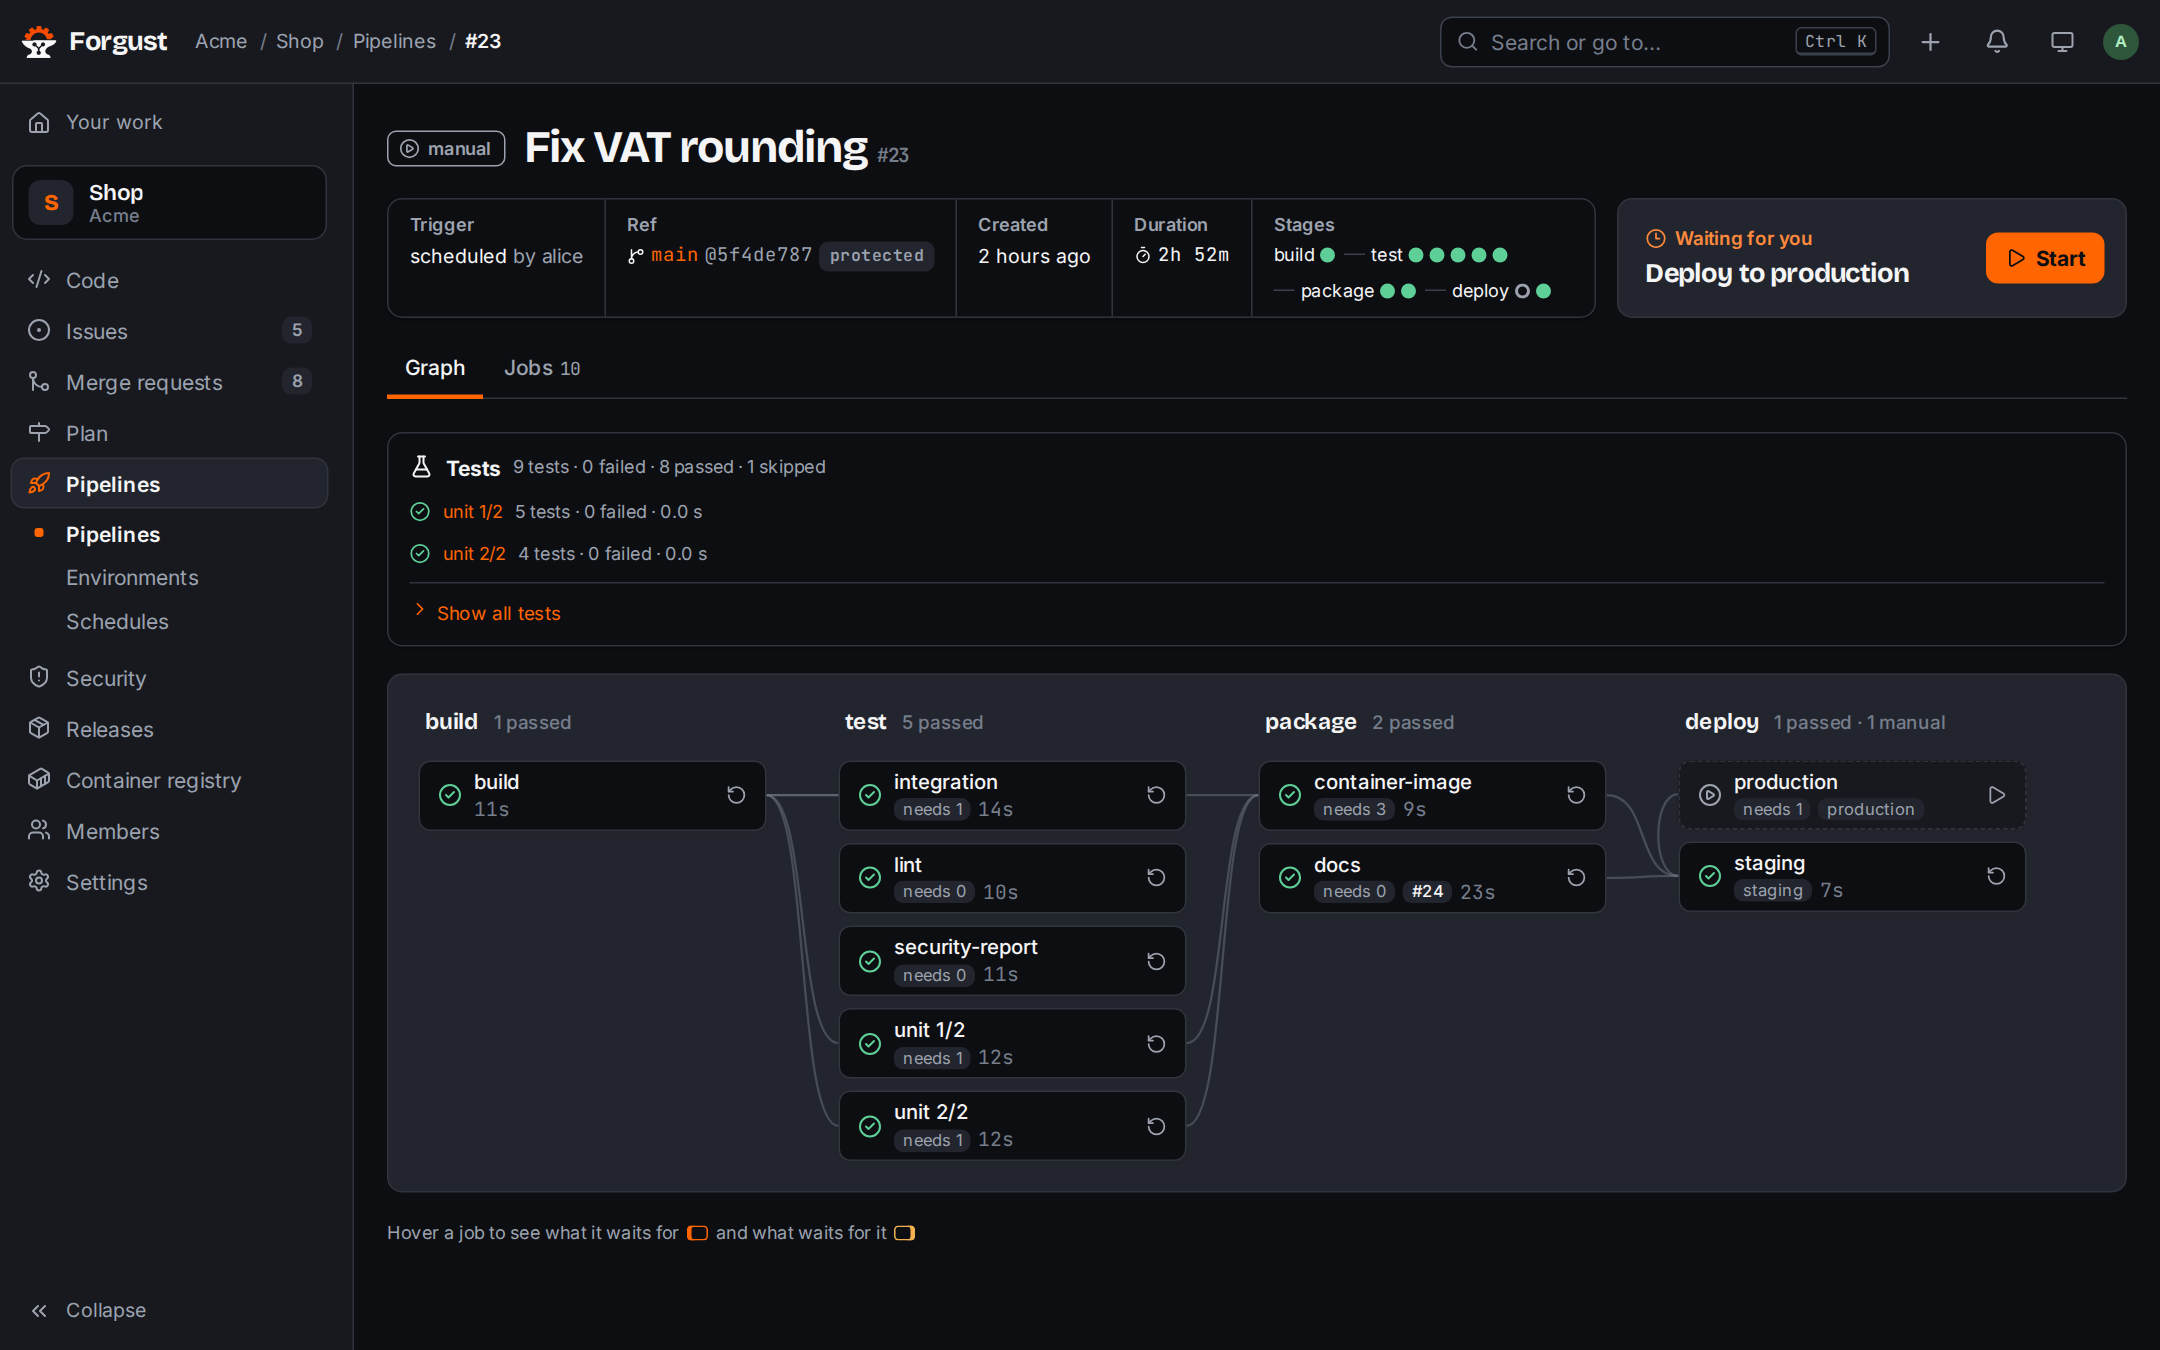 Forgust
Acme / Shop / Pipelines / #23
Search or go to... Ctrl K
A
Your work
S
Shop
Acme
Code
Issues 5
Merge requests 8
Plan
Pipelines
Pipelines
Environments
Schedules
Security
Releases
Container registry
Members
Settings
Collapse
manual Fix VAT rounding #23
Trigger
scheduled by alice
Ref
main @5f4de787 protected
Created
2 hours ago
Duration
2h 52m
Stages
build — test
— package — deploy
Waiting for you
Deploy to production
Start
Graph Jobs 10
Tests 9 tests · 0 failed · 8 passed · 1 skipped
unit 1/2 5 tests · 0 failed · 0.0 s
unit 2/2 4 tests · 0 failed · 0.0 s
Show all tests
build 1 passed
build
11s
test 5 passed
integration
needs 1 14s
lint
needs 0 10s
security-report
needs 0 11s
unit 1/2
needs 1 12s
unit 2/2
needs 1 12s
package 2 passed
container-image
needs 3 9s
docs
needs 0 #24 23s
deploy 1 passed · 1 manual
production
needs 1 production
staging
staging 7s
Hover a job to see what it waits for and what waits for it